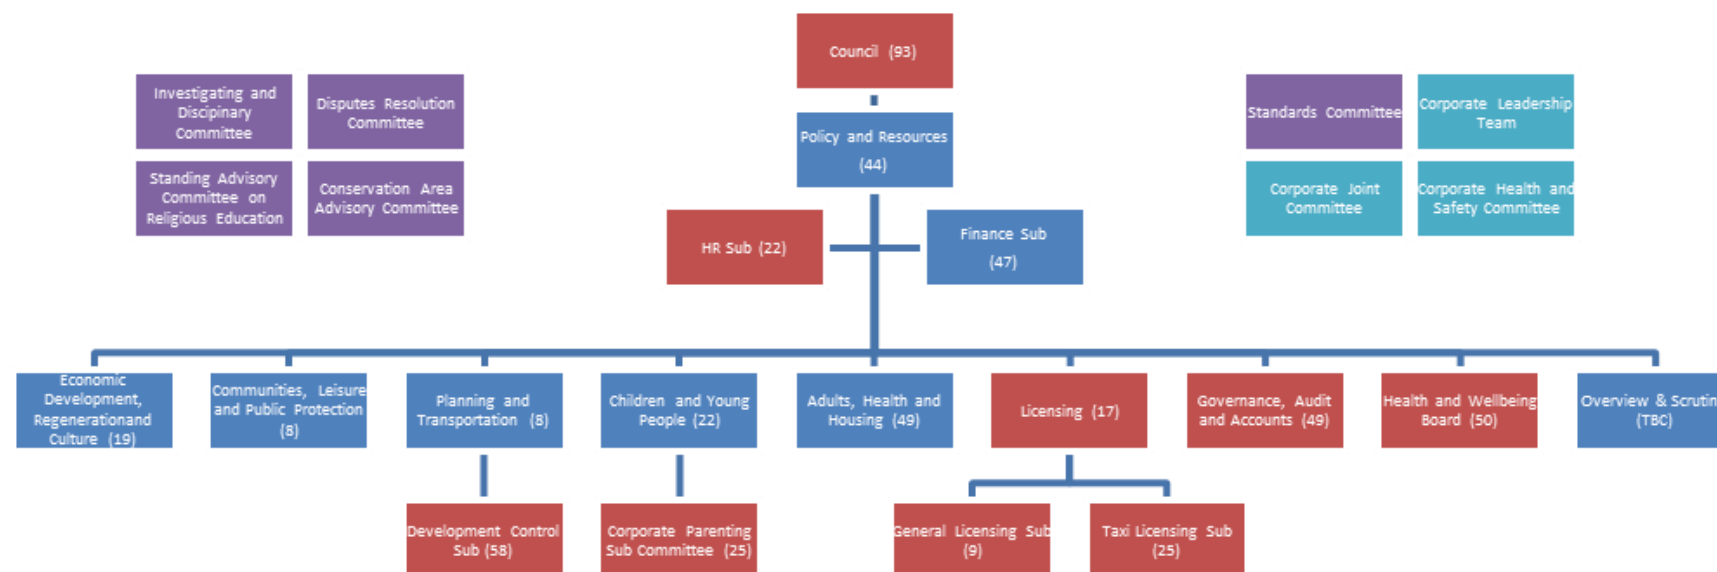 Council (93)
Investigating and
Discipinary
Committee
Disputes Resolution
Committee
Standards Committee
Corporate Leadership
Team
Policy and Resources
(44)
Standing Advisory
Committee on
Religious Education
Conservation Area
Advisory Committee
Corporate Joint
Committee
Corporate Health and
Safety Committee
HR Sub (22)
Finance Sub
(47)
Economic
Development,
Regenerationand
Culture (19)
Communities, Leisure
and Public Protection
(8)
Planning and
Transportation (8)
Children and Young
People (22)
Adults, Health and
Housing (49)
Licensing (17)
Governance, Audit
and Accounts (49)
Health and Wellbeing
Board (50)
Overview & Scrutin
(TBC)
Development Control
Sub (58)
Corporate Parenting
Sub Committee (25)
General Licensing Sub
(9)
Taxi Licensing Sub
(25)